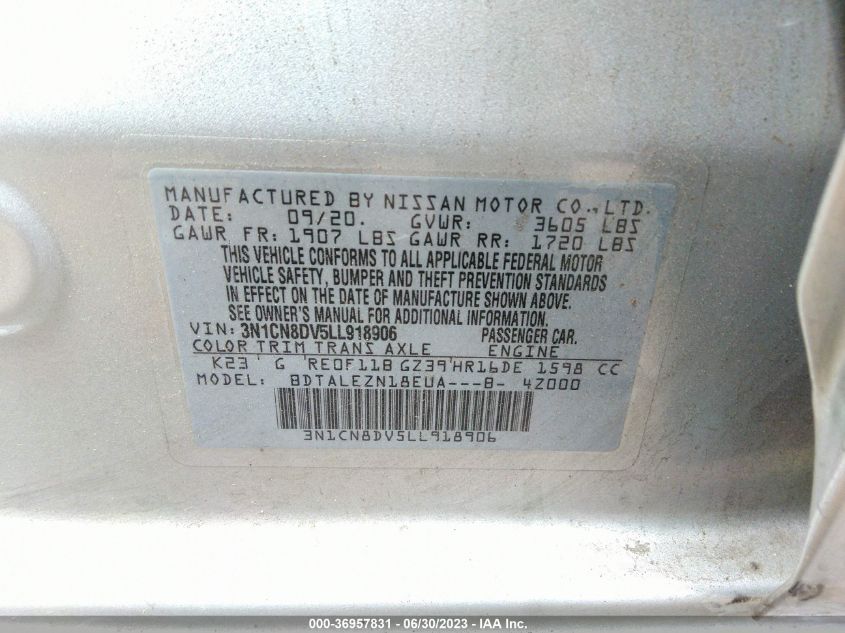 MANUFACTURED BY NISSAN MOTOR CO., LTD.
DATE: 09/20. GVWR: 3605 LBS
GAWR FR: 1907 LBS GAWR RR: 1720 LBS
THIS VEHICLE CONFORMS TO ALL APPLICABLE FEDERAL MOTOR
VEHICLE SAFETY, BUMPER AND THEFT PREVENTION STANDARDS
IN EFFECT ON THE DATE OF MANUFACTURE SHOWN ABOVE.
SEE OWNER'S MANUAL FOR ADDITIONAL INFORMATION
VIN: 3N1CN8DV5LL918906 PASSENGER CAR.
COLOR TRIM TRANS AXLE ENGINE
K23 ' G 'RE0F11B GZ39'HR16DE 1598 CC
MODEL: BDTALEZN18EUA---B- 4Z000
3N1CN8DV5LL918906
000-36957831 - 06/30/2023 - IAA Inc.